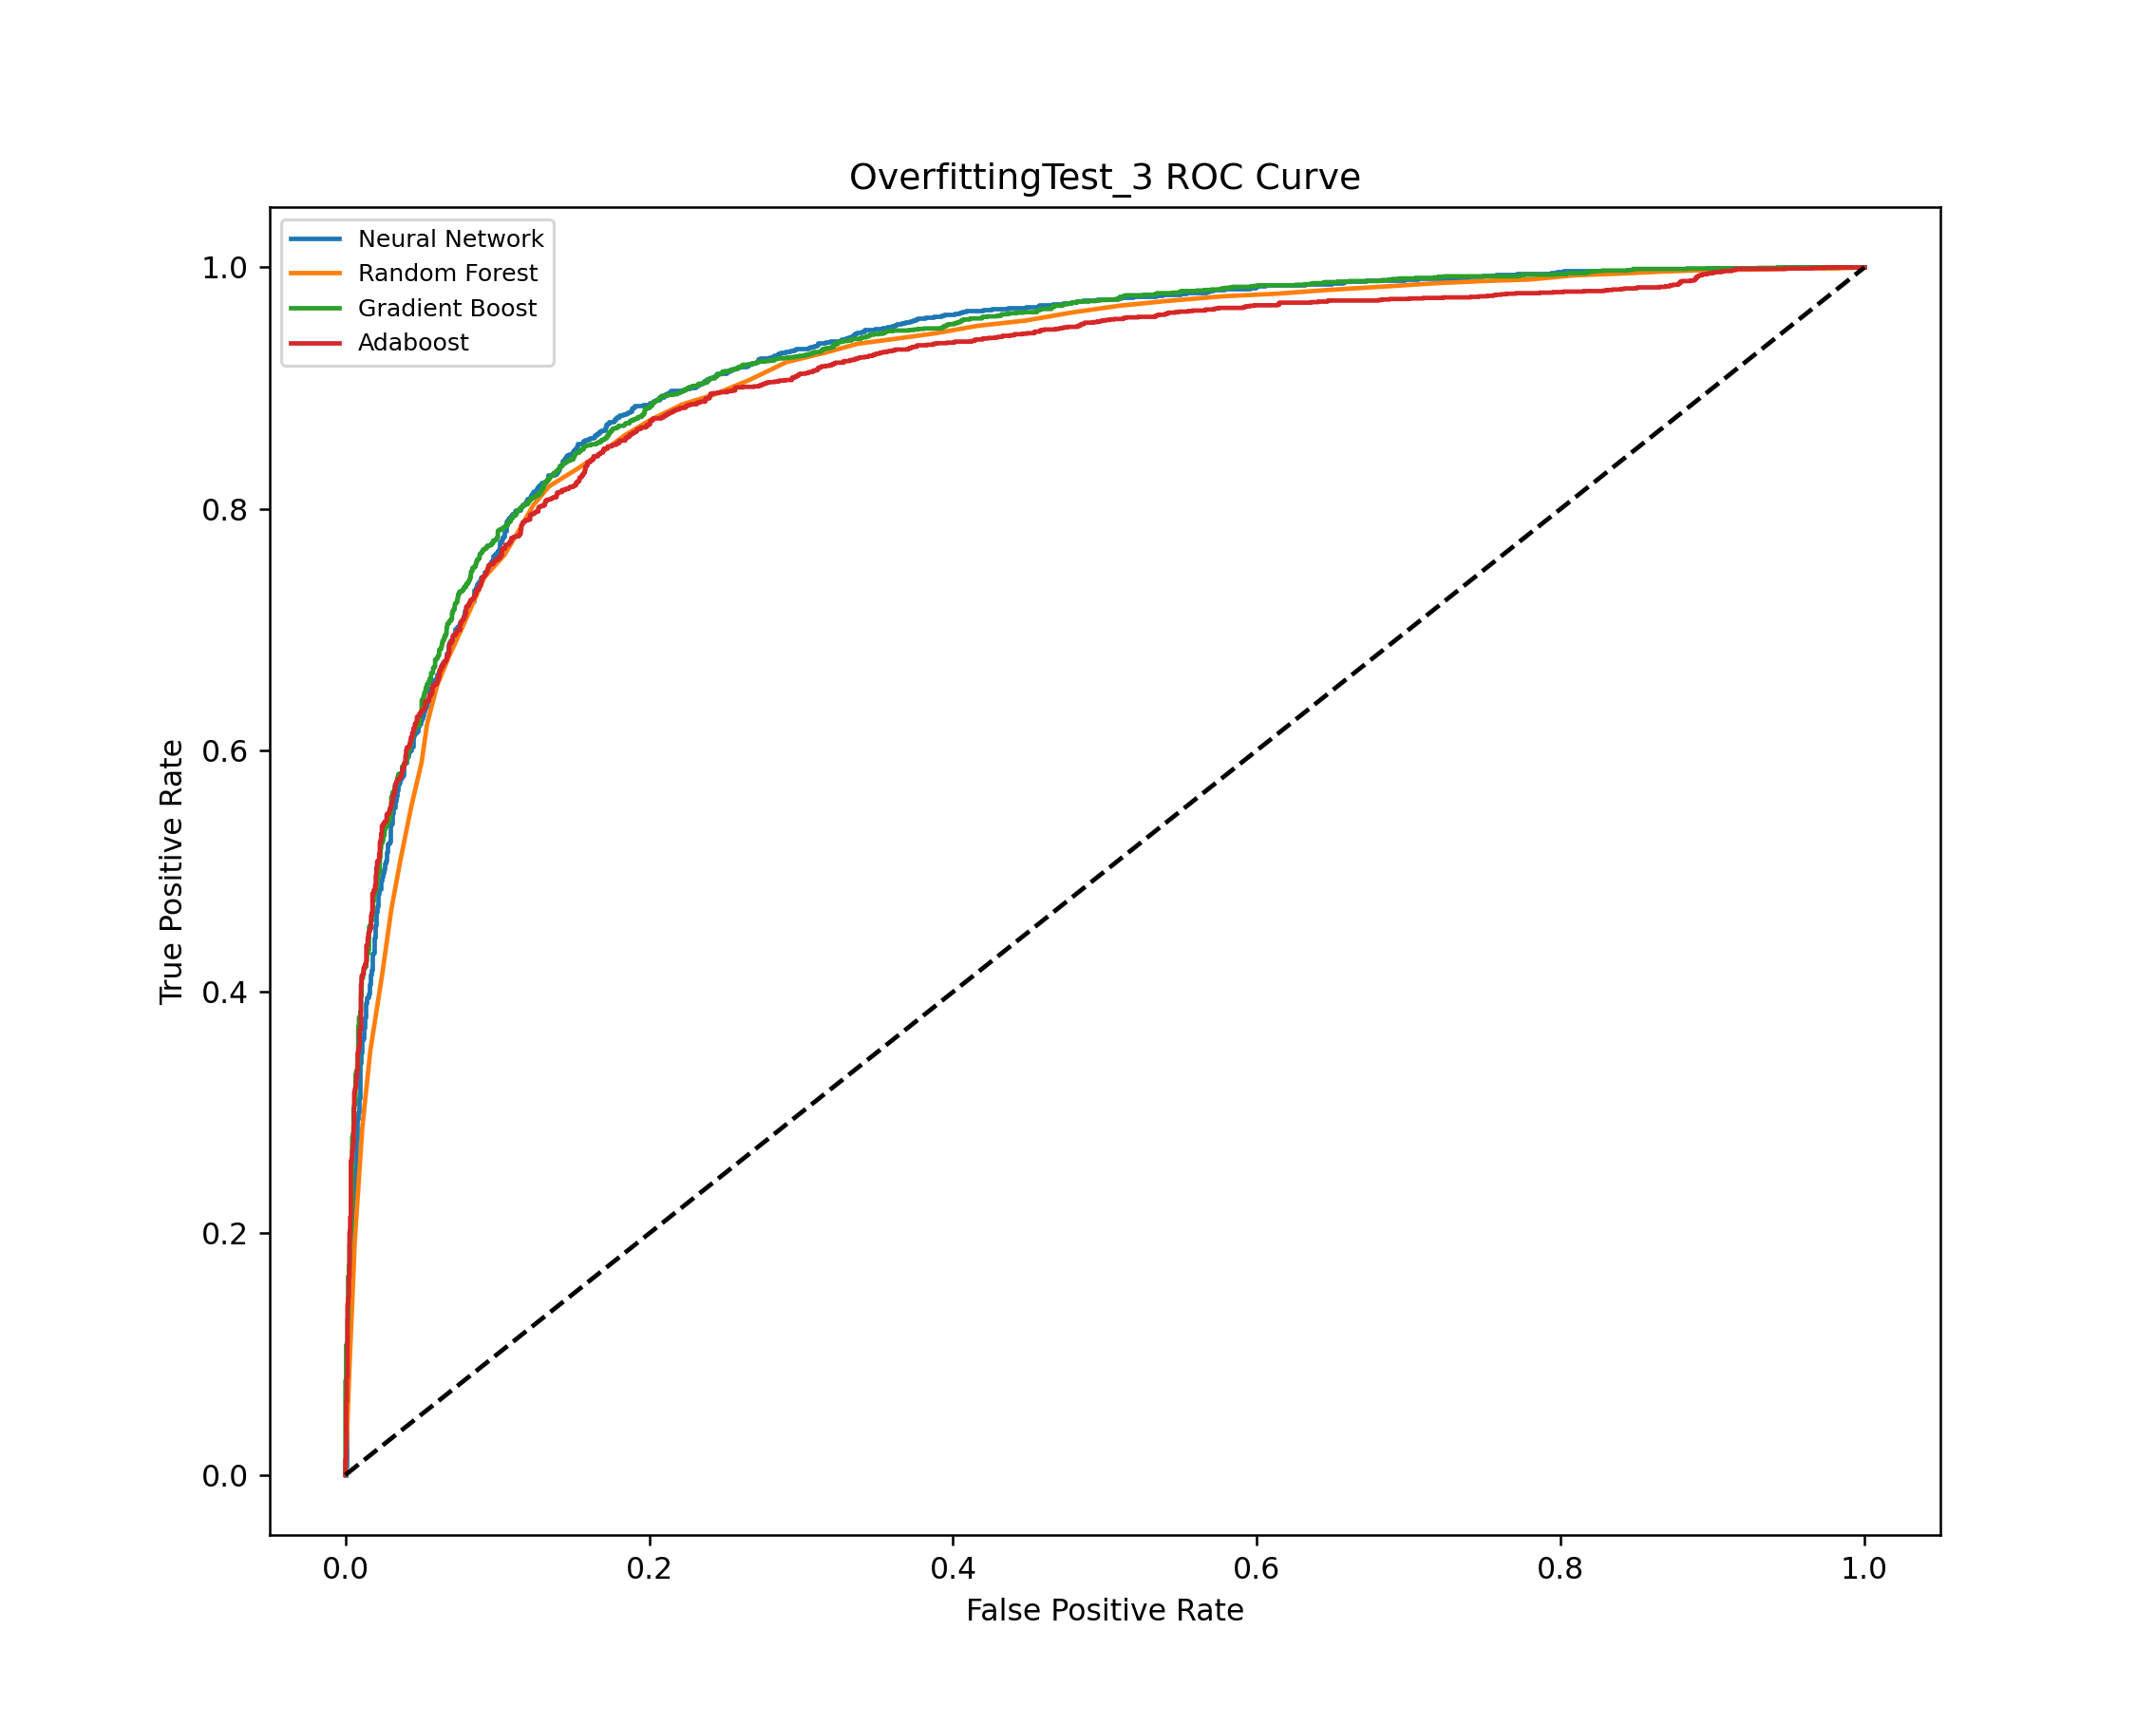 OverfittingTest_3 ROC Curve
Neural Network
Random Forest
Gradient Boost
Adaboost
True Positive Rate
1.0
0.8
0.6
0.4
0.2
0.0
0.0 0.2 0.4 0.6 0.8 1.0
False Positive Rate